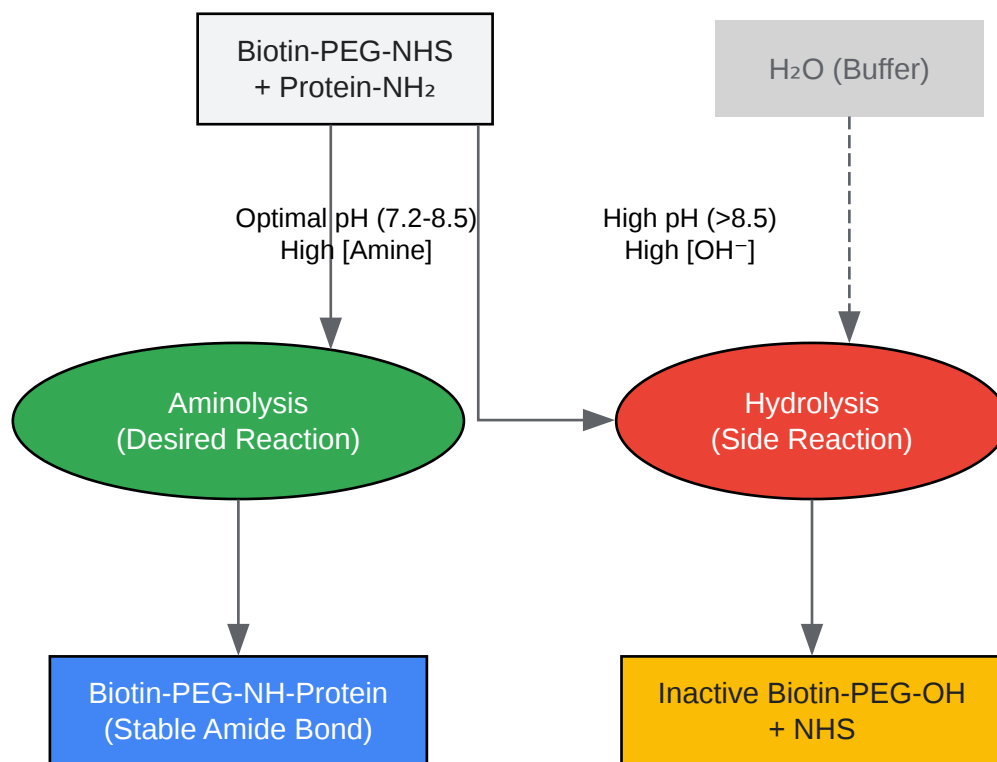 Biotin-PEG-NHS
+ Protein-NH₂
H₂O (Buffer)
Optimal pH (7.2-8.5)
High [Amine]
High pH (>8.5)
High [OH⁻]
Aminolysis
(Desired Reaction)
Hydrolysis
(Side Reaction)
Biotin-PEG-NH-Protein
(Stable Amide Bond)
Inactive Biotin-PEG-OH
+ NHS